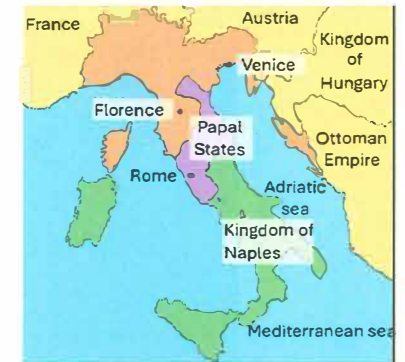 France
Austria
Kingdom
of
Hungary
Venice
Florence
Papal
States
Ottoman
Empire
Rome
Adriatic
sea
Kingdom of
Naples
Mediterranean sea